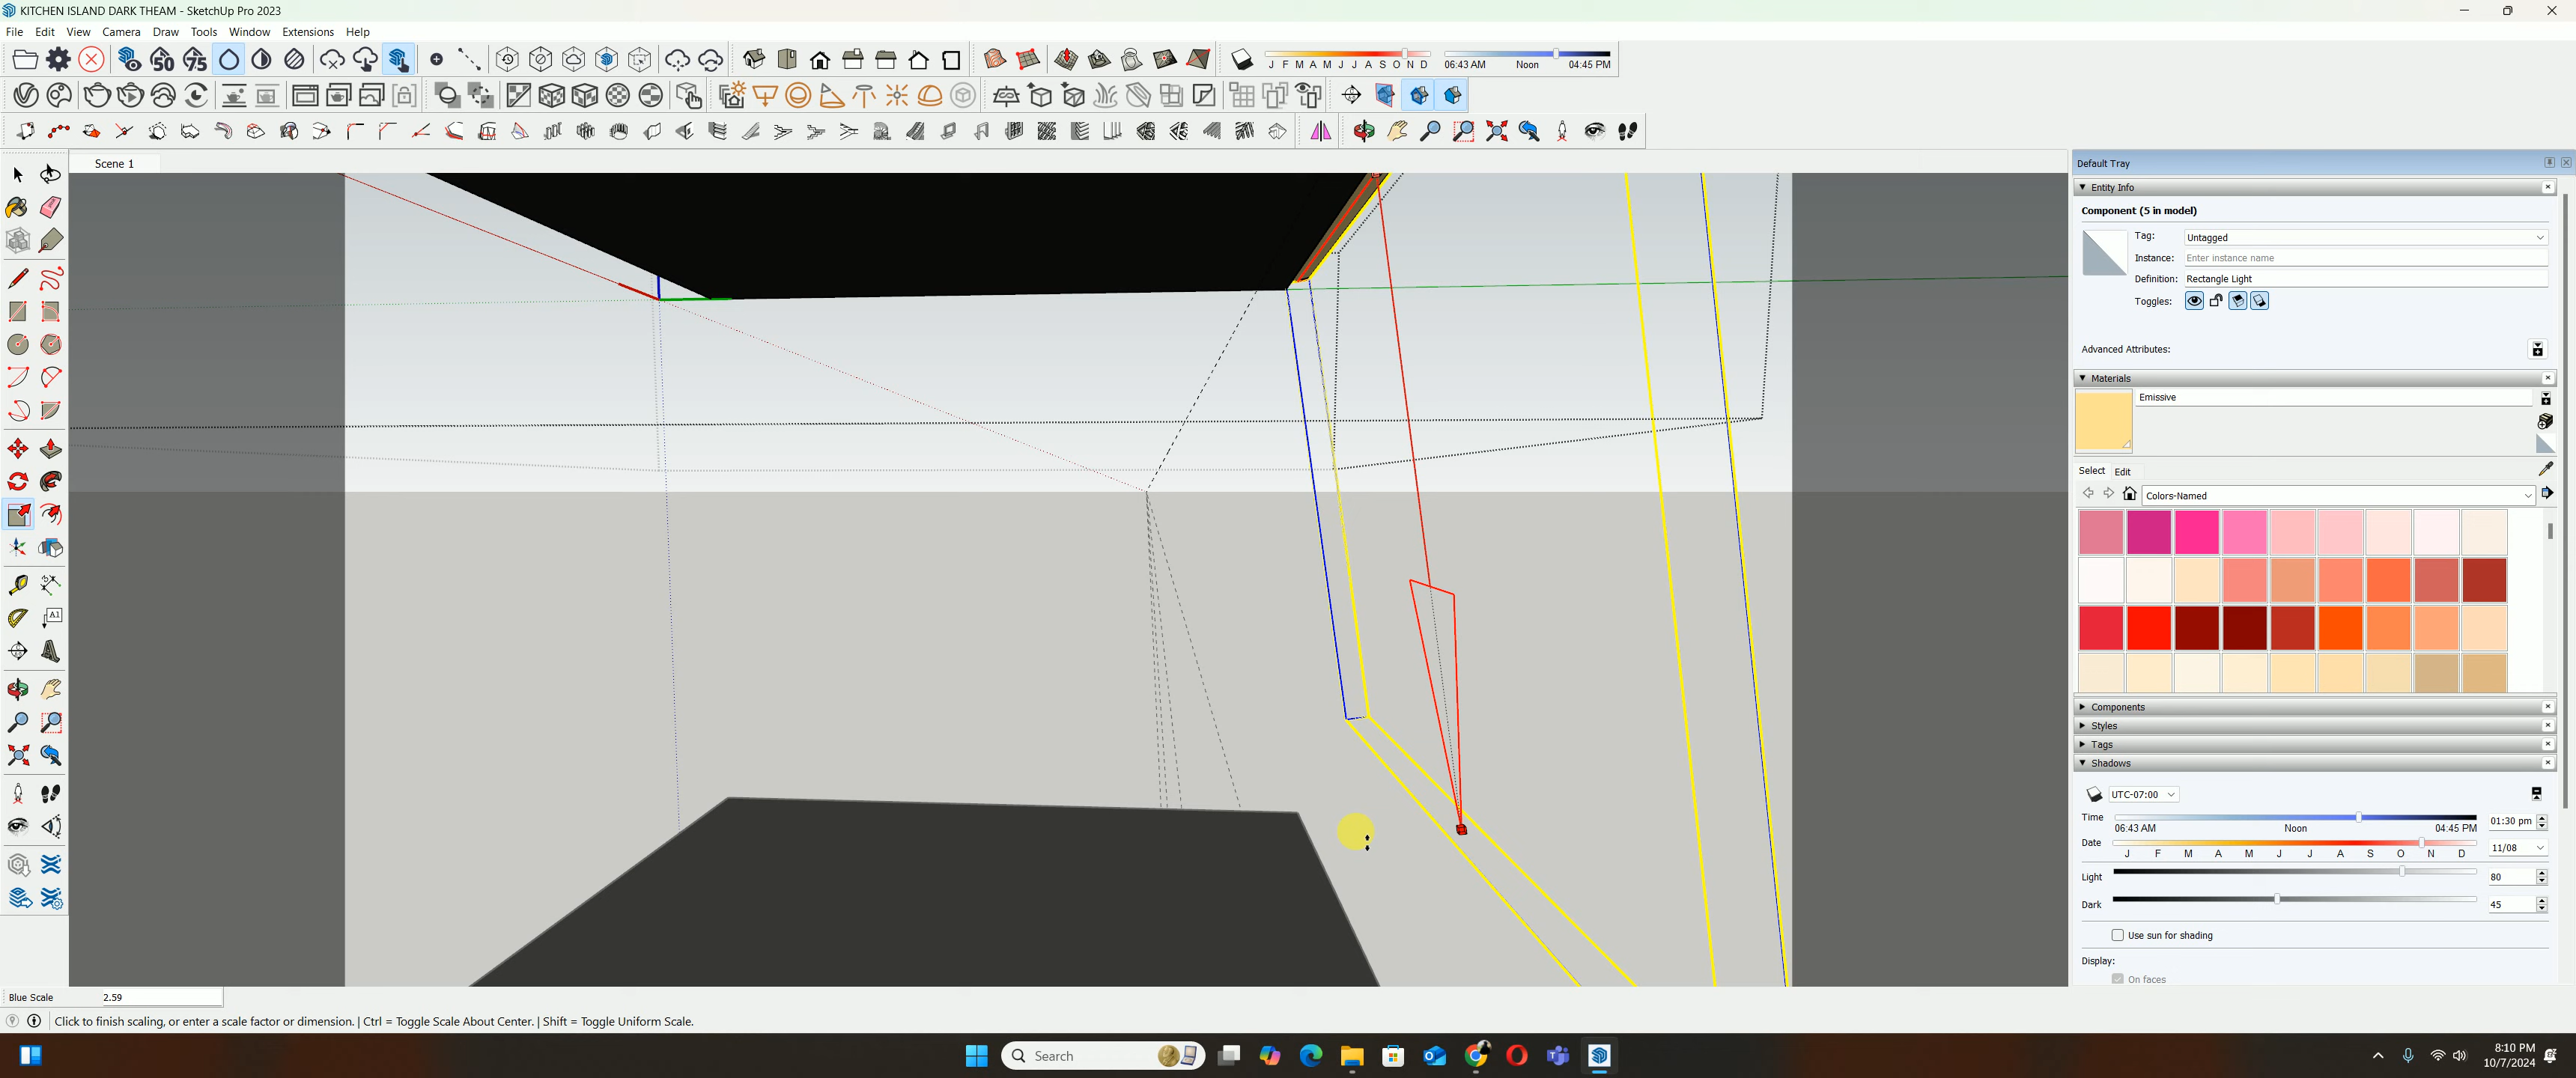 KITCHEN ISLAND DARK THEAM - SketchUp Pro 2023
File Edit View Camera Draw Tools Window Extensions Help
50 75
J F M A M J J A S O N D
06:43 AM Noon 04:45 PM
Scene 1
Default Tray
Entity Info
Component (5 in model)
Tag: Untagged
Instance: Enter instance name
Definition: Rectangle Light
Toggles:
Advanced Attributes:
Materials
Emissive
Select Edit
Colors-Named
A1
Components
Styles
Tags
Shadows
UTC-07:00
Time 01:30 pm
06:43 AM Noon 04:45 PM
Date 11/08
J F M A M J J A S O N D
Light 80
Dark 45
Use sun for shading
Display:
On faces
Blue Scale 2.59
Click to finish scaling, or enter a scale factor or dimension. | Ctrl = Toggle Scale About Center. | Shift = Toggle Uniform Scale.
Search
8:10 PM
10/7/2024